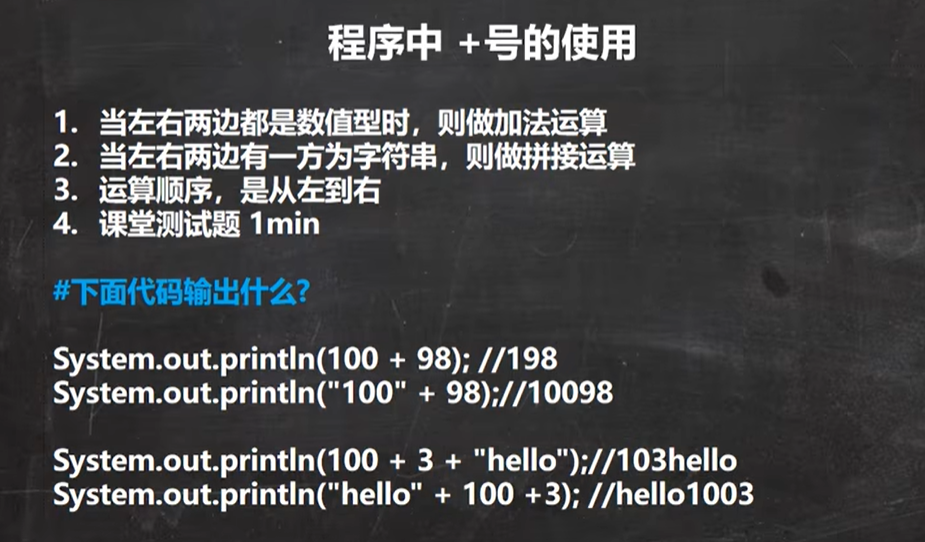 程序中 +号的使用
1. 当左右两边都是数值型时，则做加法运算
2. 当左右两边有一方为字符串，则做拼接运算
3. 运算顺序，是从左到右
4. 课堂测试题 1min
#下面代码输出什么?
System.out.println(100 + 98); //198
System.out.println("100" + 98);//10098
System.out.println(100 + 3 + "hello");//103hello
System.out.println("hello" + 100 +3); //hello1003